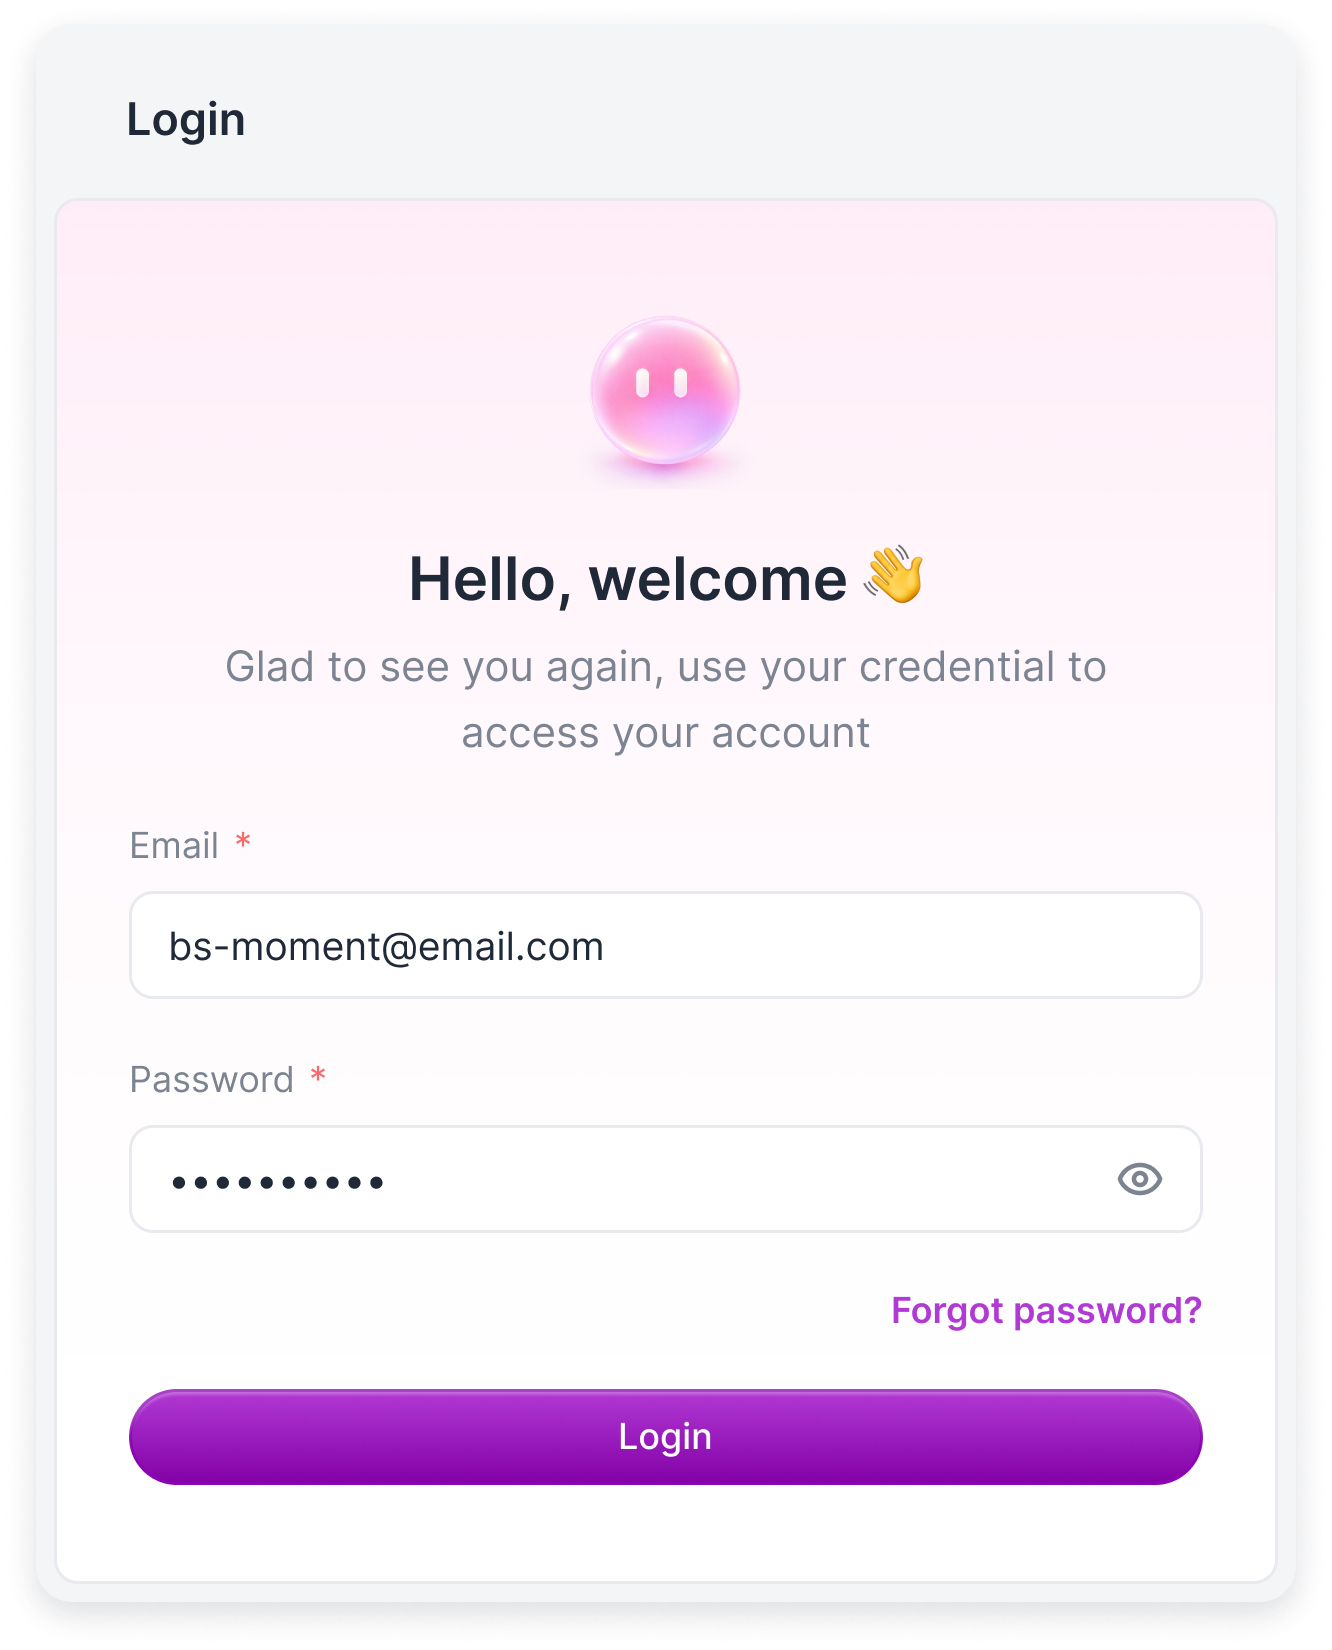 Login
Hello, welcome 👋
Glad to see you again, use your credential to
access your account
Email *
bs-moment@email.com
Password *
••••••••••
Forgot password?
Login